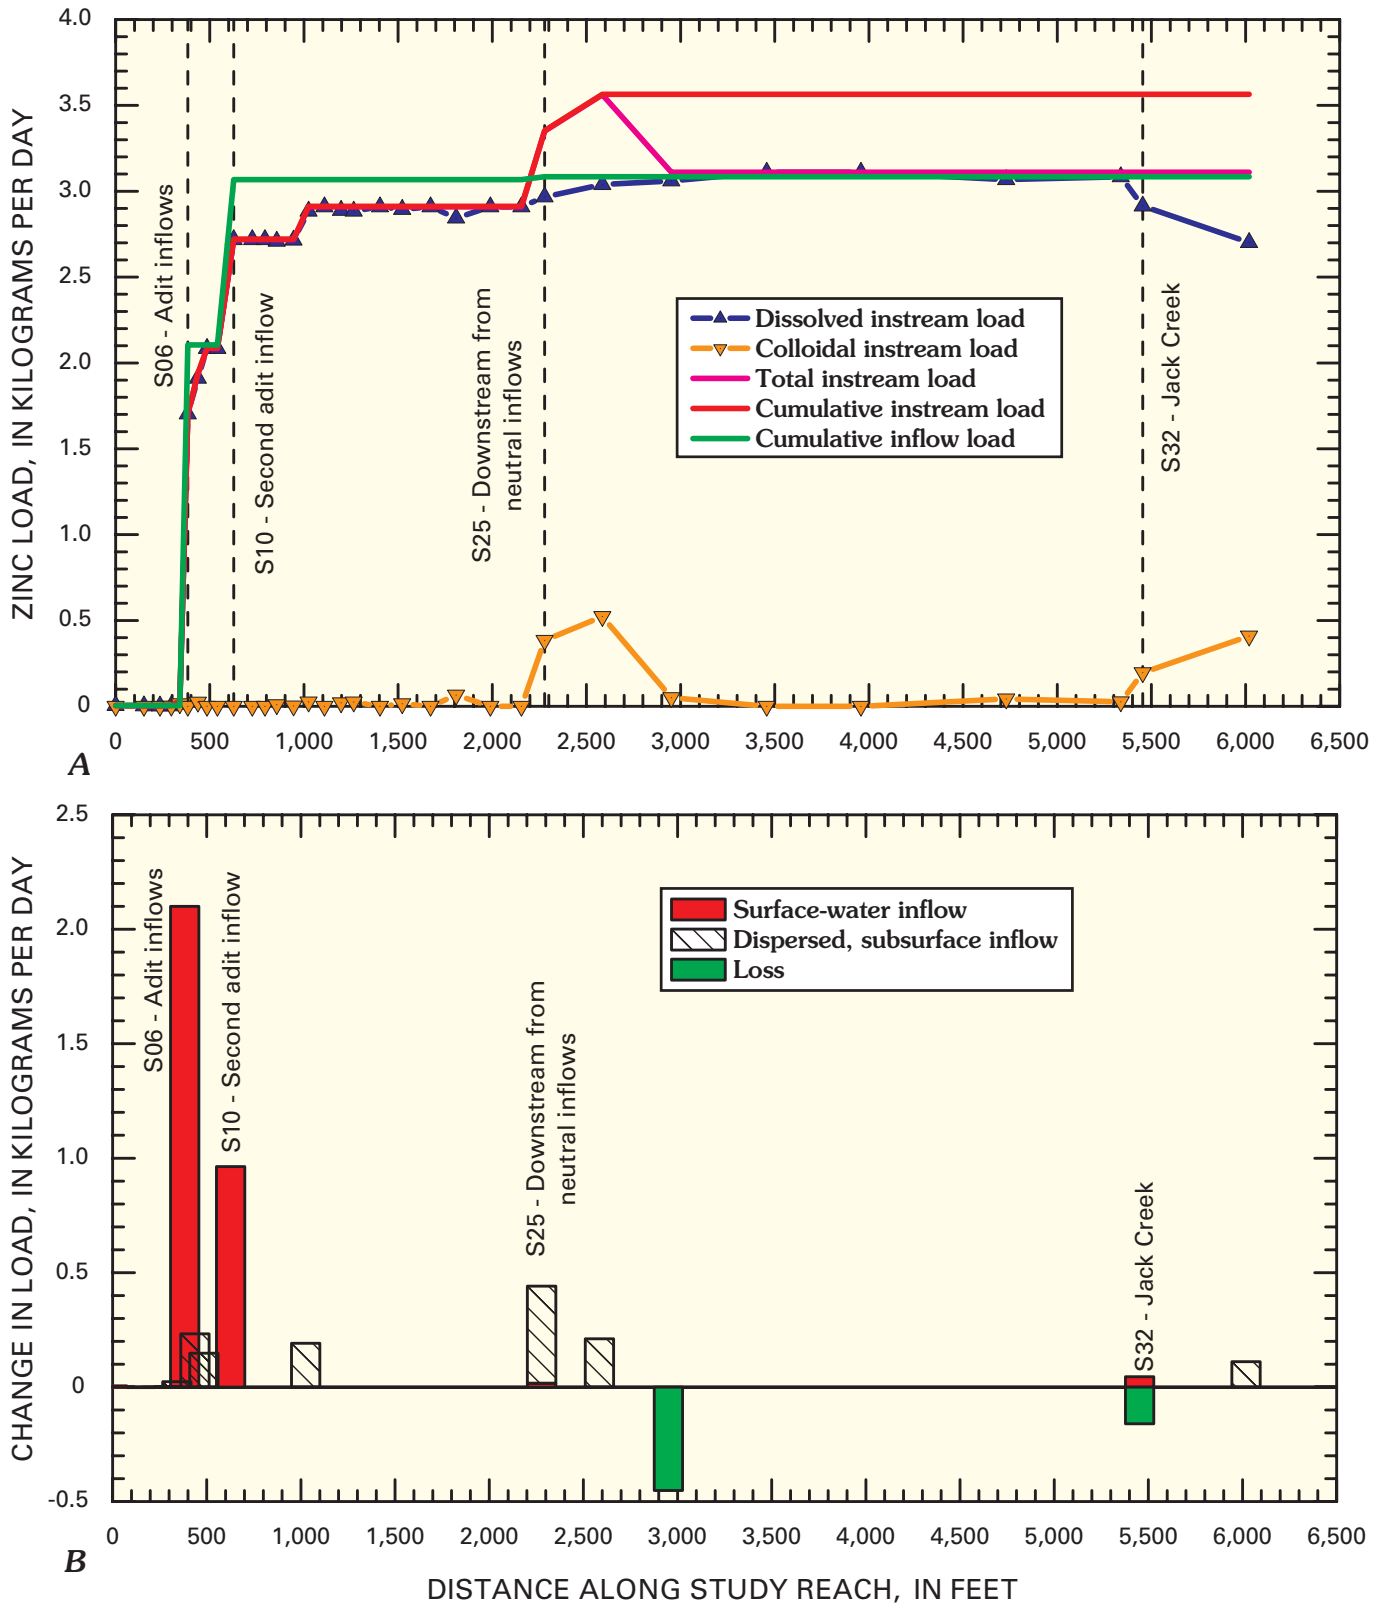 4.0
3.5
3.0
2.5
2.0
1.5
1.0
0.5
0
ZINC LOAD, IN KILOGRAMS PER DAY
S06 - Adit inflows
S10 - Second adit inflow
S25 - Downstream from
neutral inflows
S32 - Jack Creek
Dissolved instream load
Colloidal instream load
Total instream load
Cumulative instream load
Cumulative inflow load
0 500 1,000 1,500 2,000 2,500 3,000 3,500 4,000 4,500 5,000 5,500 6,000 6,500
A
2.5
2.0
1.5
1.0
0.5
0
-0.5
CHANGE IN LOAD, IN KILOGRAMS PER DAY
S06 - Adit inflows
S10 - Second adit inflow
S25 - Downstream from
neutral inflows
S32 - Jack Creek
Surface-water inflow
Dispersed, subsurface inflow
Loss
0 500 1,000 1,500 2,000 2,500 3,000 3,500 4,000 4,500 5,000 5,500 6,000 6,500
B
DISTANCE ALONG STUDY REACH, IN FEET